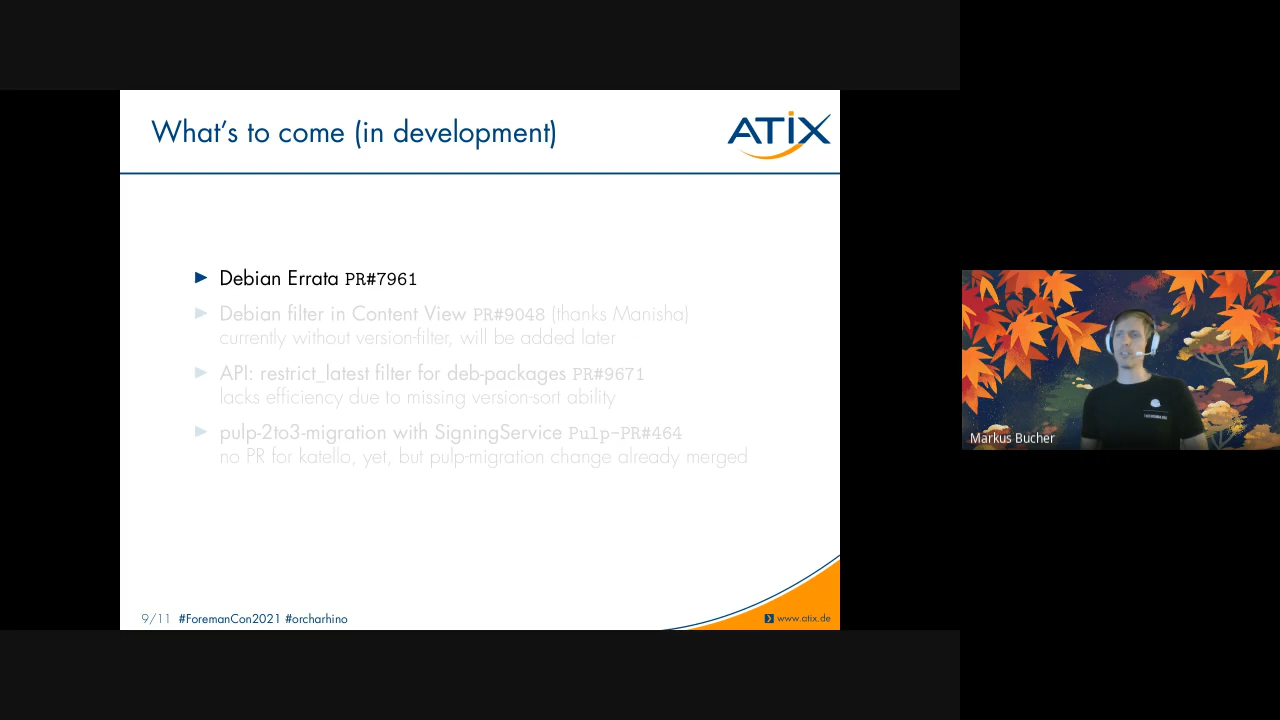 What's to come (in development)
ATIX
► Debian Errata PR#7961
► Debian filter in Content View PR#9048 (thanks Manisha)
currently without version-filter, will be added later
► API: restrict_latest filter for deb-packages PR#9671
lacks efficiency due to missing version-sort ability
► pulp-2to3-migration with SigningService Pulp-PR#464
no PR for katello, yet, but pulp-migration change already merged
9/11 #ForemanCon2021 #orcharhino
www.atix.de
Markus Bucher